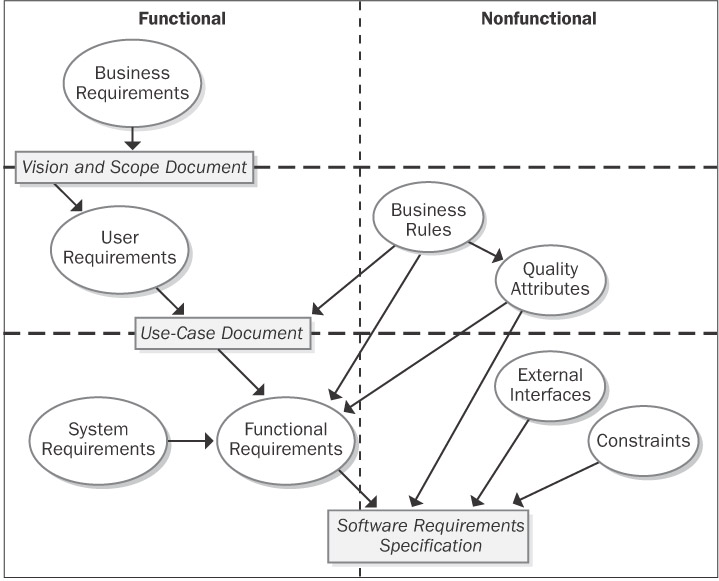 Functional
Nonfunctional
Business
Requirements
Vision and Scope Document
User
Requirements
Business
Rules
Quality
Attributes
Use-Case Document
External
Interfaces
System
Requirements
Functional
Requirements
Constraints
Software Requirements
Specification